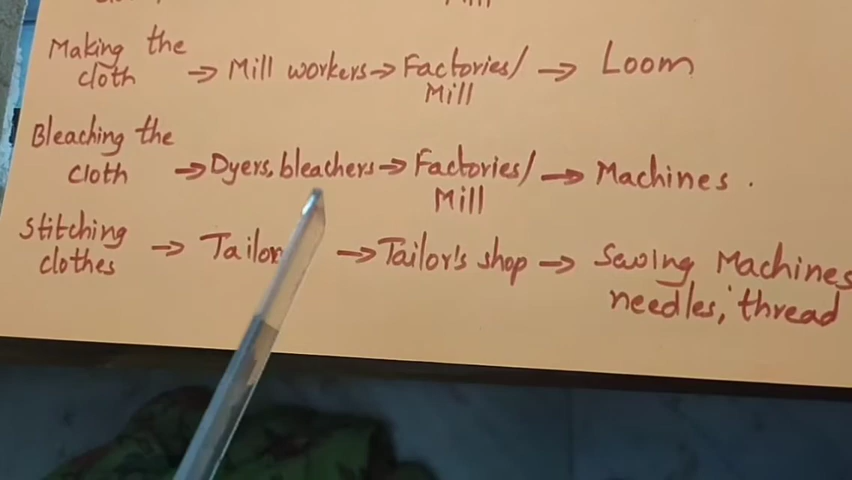 Making the
cloth → Mill workers → Factories/ → Loom
Mill
Bleaching the
cloth → Dyers, bleachers → Factories/ → Machines.
Mill
Stitching
clothes → Tailor → Tailor's shop → Sewing Machines
needles, thread